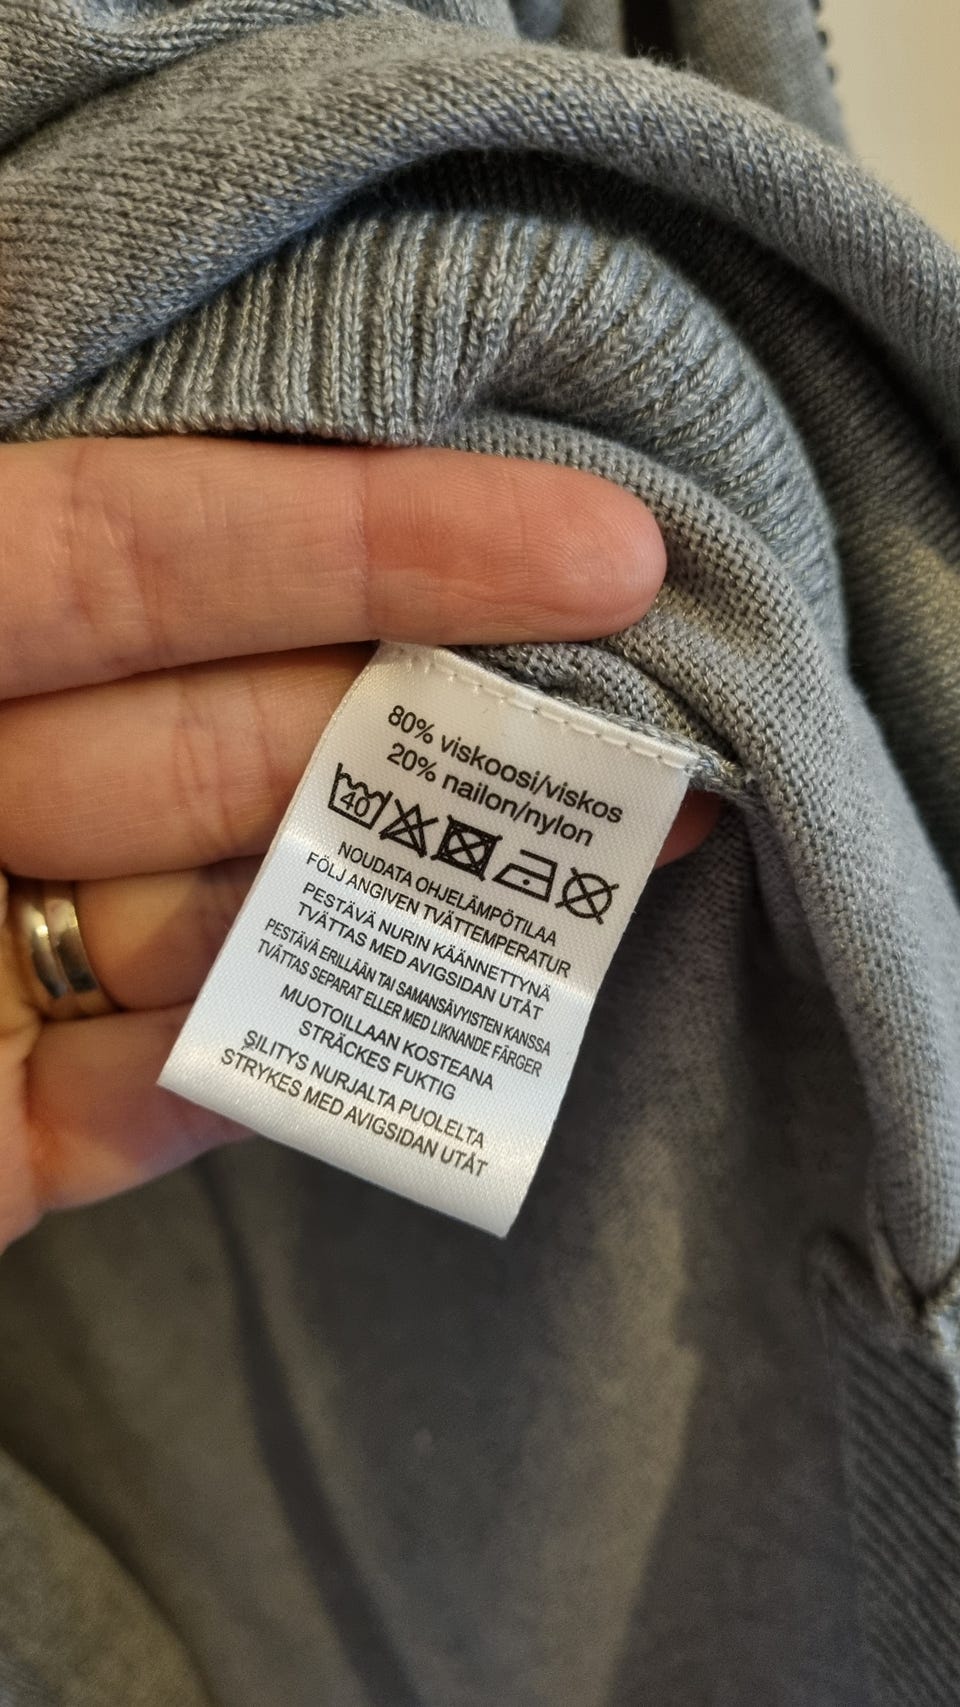 80% viskoosi/viskos
20% nailon/nylon
40
NOUDATA OHJELÄMPÖTILAA
FÖLJ ANGIVEN TVÄTTEMPERATUR
PESTÄVÄ NURIN KÄÄNNETTYNÄ
TVÄTTAS MED AVIGSIDAN UTÅT
PESTÄVÄ ERILLÄÄN TAI SAMANSÄVYISTEN KANSSA
TVÄTTAS SEPARAT ELLER MED LIKNANDE FÄRGER
MUOTOILLAAN KOSTEANA
STRÄCKES FUKTIG
SILITYS NURJALTA PUOLELTA
STRYKES MED AVIGSIDAN UTÅT